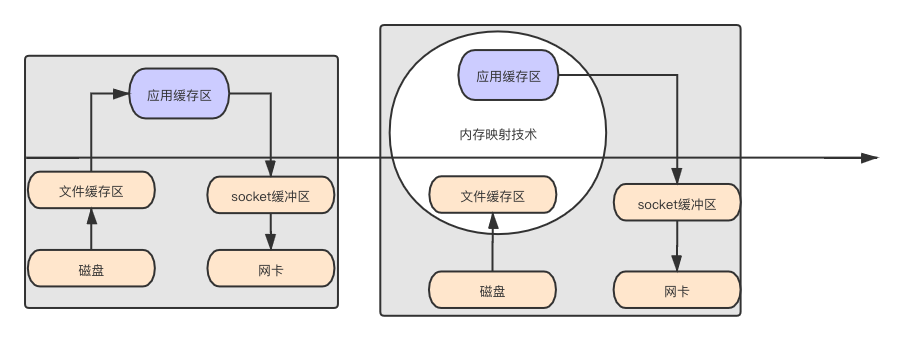 应用缓存区
文件缓存区
socket缓冲区
磁盘
网卡
应用缓存区
内存映射技术
文件缓存区
socket缓冲区
磁盘
网卡